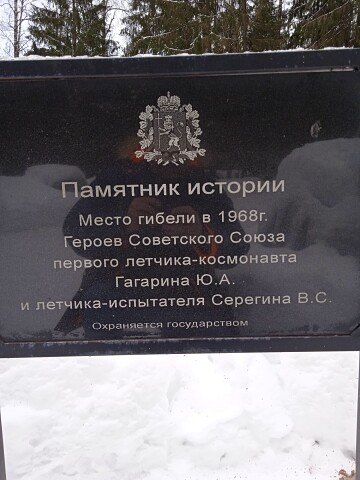 Памятник истории
Место гибели в 1968г.
Героев Советского Союза
первого летчика-космонавта
Гагарина Ю.А.
и летчика-испытателя Серегина В.С.
Охраняется государством